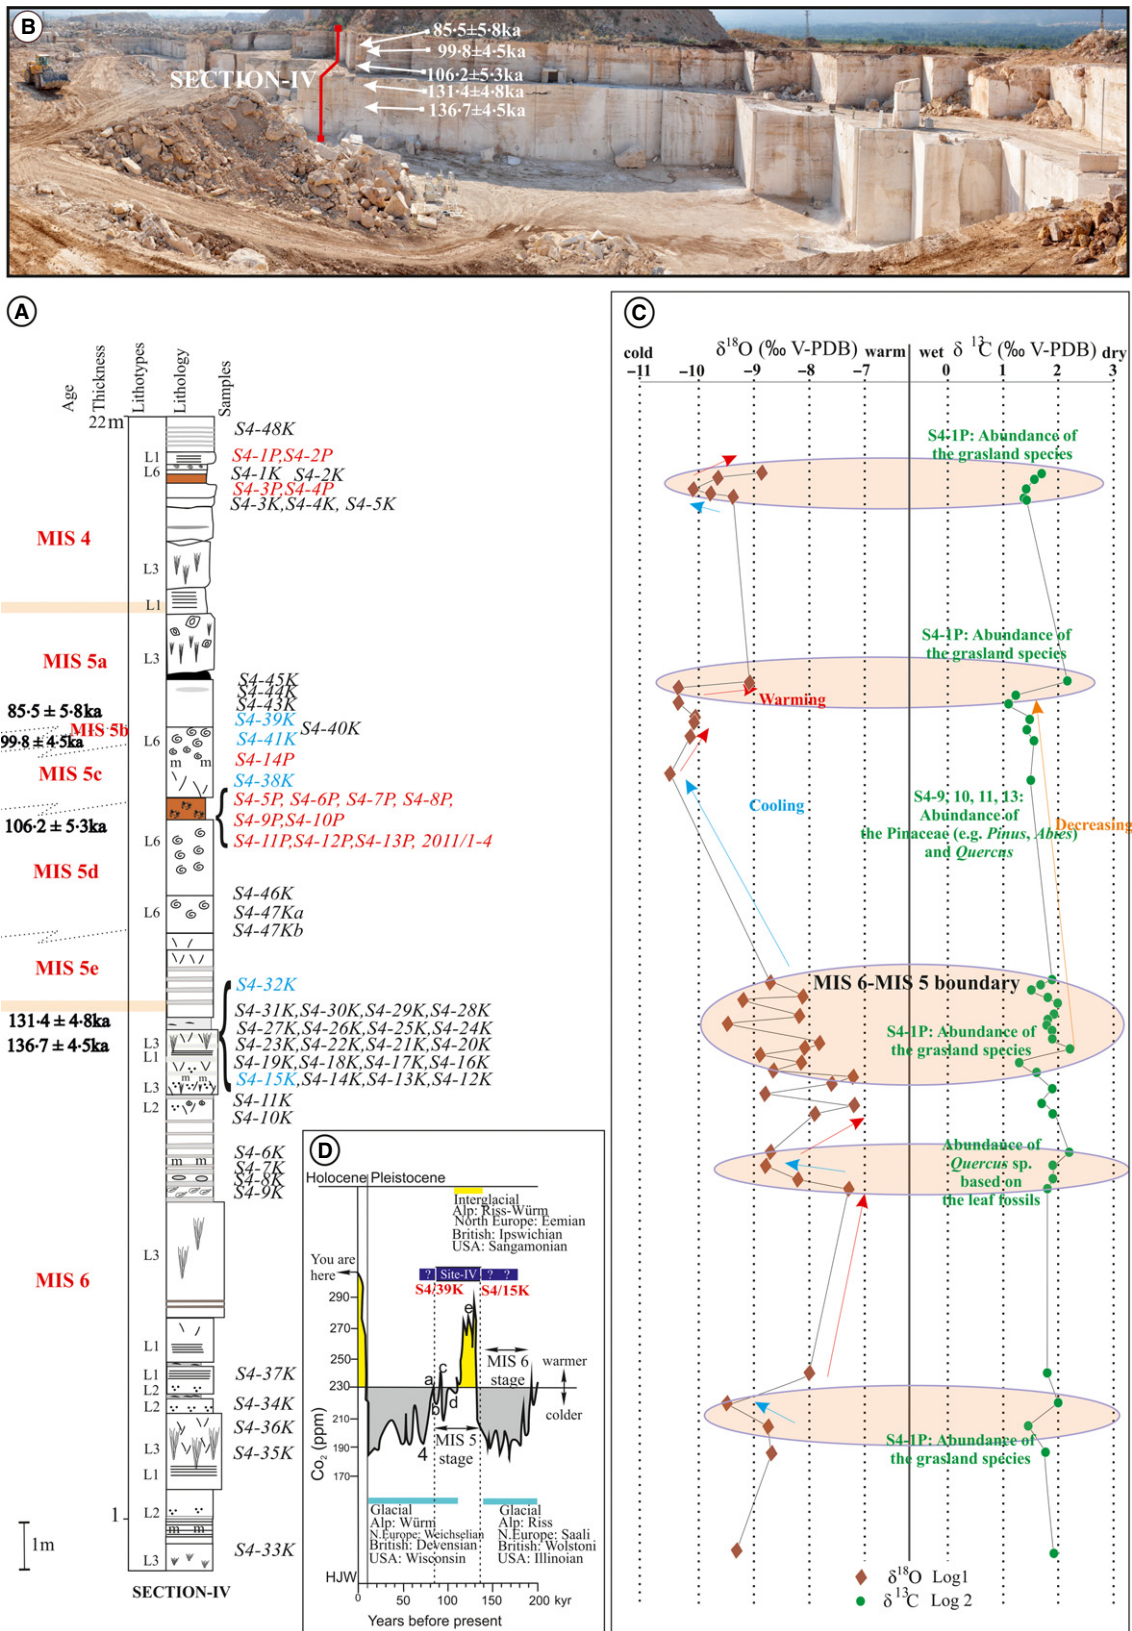 B
85·5±5·8ka
99·8±4·5ka
106·2±5·3ka
131·4±4·8ka
136·7±4·5ka
SECTION-IV
A
Age
Thickness
Lithotypes
Lithology
Samples
22m
S4-48K
L1
S4-1P,S4-2P
L6
S4-1K S4-2K
S4-3P,S4-4P
S4-3K,S4-4K, S4-5K
MIS 4
L3
L1
MIS 5a
L3
S4-45K
S4-44K
S4-43K
85·5 ± 5·8ka
S4-39K
MIS 5b
S4-40K
99·8 ± 4·5ka
L6
S4-41K
m m
S4-14P
MIS 5c
S4-38K
S4-5P, S4-6P, S4-7P, S4-8P,
S4-9P,S4-10P
106·2 ± 5·3ka
L6
S4-11P,S4-12P,S4-13P, 2011/1-4
MIS 5d
S4-46K
L6
S4-47Ka
S4-47Kb
MIS 5e
S4-32K
S4-31K,S4-30K,S4-29K,S4-28K
131·4 ± 4·8ka
S4-27K,S4-26K,S4-25K,S4-24K
136·7 ± 4·5ka
L3
S4-23K,S4-22K,S4-21K,S4-20K
L1
S4-19K,S4-18K,S4-17K,S4-16K
m m
S4-15K,S4-14K,S4-13K,S4-12K
L3
S4-11K
L2
S4-10K
S4-6K
m m
S4-7K
S4-8K
S4-9K
L3
MIS 6
L1
L1
S4-37K
L2
L2
S4-34K
S4-36K
L3
S4-35K
L1
1
L2
m m
1m
L3
S4-33K
SECTION-IV
D
Holocene Pleistocene
Interglacial
Alp: Riss-Würm
North Europe: Eemian
British: Ipswichian
USA: Sangamonian
You are
here
? Site-IV ? ?
S4/39K S4/15K
290
270
250
230
210
190
170
Co2 (ppm)
a
b
c
d
e
4
MIS 6
stage
MIS 5
stage
warmer
colder
Glacial
Alp: Würm
N.Europe: Weichselian
British: Devensian
USA: Wisconsin
Glacial
Alp: Riss
N.Europe: Saali
British: Wolstoni
USA: Illinoian
HJW
0 50 100 150 200 kyr
Years before present
C
cold δ18O (‰ V-PDB) warm
wet δ 13C (‰ V-PDB) dry
−11 −10 −9 −8 −7
0 1 2 3
S4-1P: Abundance of
the grasland species
S4-1P: Abundance of
the grasland species
Warming
Cooling
S4-9, 10, 11, 13:
Abundance of
the Pinaceae (e.g. Pinus, Abies)
and Quercus
Decreasing
MIS 6-MIS 5 boundary
S4-1P: Abundance of
the grasland species
Abundance of
Quercus sp.
based on
the leaf fossils
S4-1P: Abundance of
the grasland species
δ18O Log1
δ13C Log 2